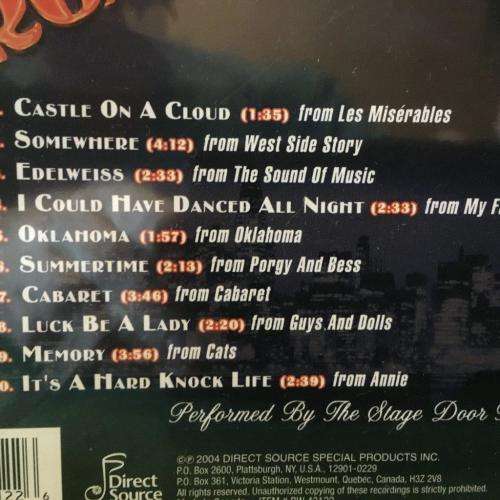 CASTLE ON A CLOUD (1:35) from Les Misérables
SOMEWHERE (4:12) from West Side Story
EDELWEISS (2:33) from The Sound Of Music
I COULD HAVE DANCED ALL NIGHT (2:33) from My
OKLAHOMA (1:57) from Oklahoma
SUMMERTIME (2:13) from Porgy And Bess
7. CABARET (3:46) from Cabaret
8. LUCK BE A LADY (2:20) from Guys And Dolls
9. MEMORY (3:56) from Cats
0. IT'S A HARD KNOCK LIFE (2:39) from Annie
Performed By The Stage Door
©℗ 2004 DIRECT SOURCE SPECIAL PRODUCTS INC.
P.O. Box 2600, Plattsburgh, N.Y., U.S.A., 12901-0229
P.O. Box 361, Victoria Station, Westmount, Quebec, Canada, H3Z 2V8
All rights reserved. Unauthorized copying of these recordings is strictly prohibited.
Direct
Source